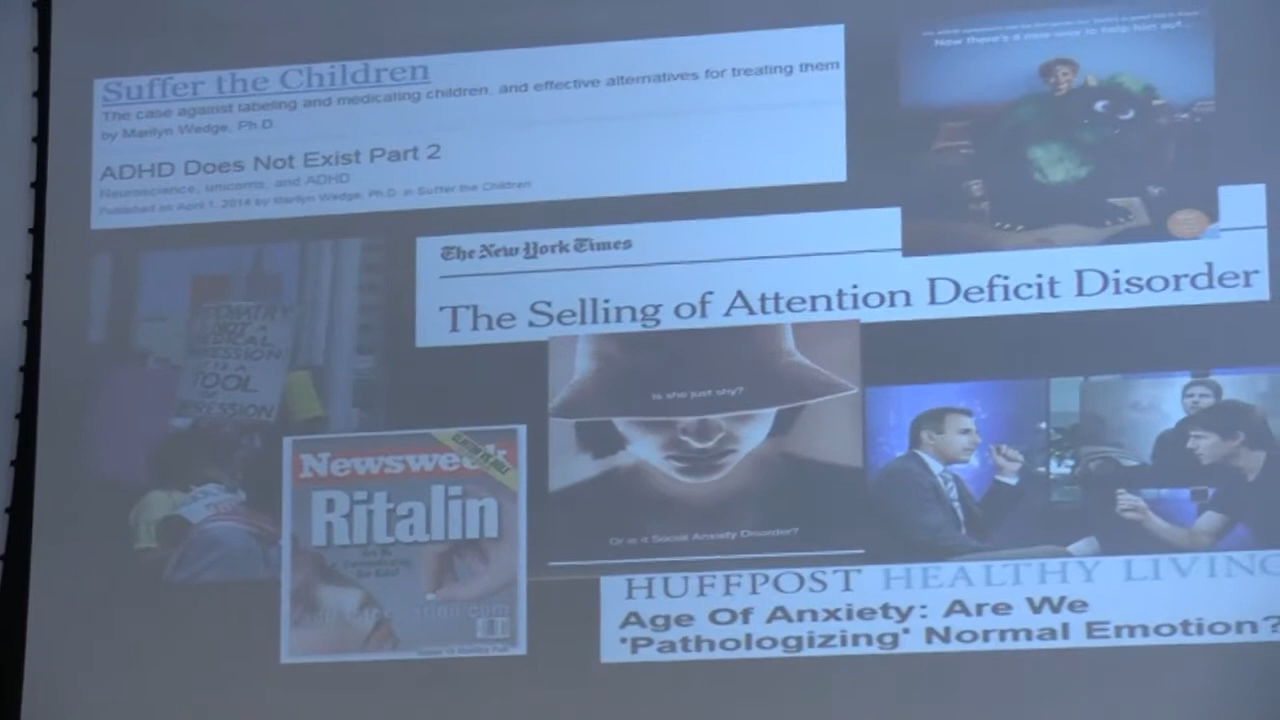 Suffer the Children
The case against labeling and medicating children, and effective alternatives for treating them
by Marilyn Wedge, Ph.D.
ADHD Does Not Exist Part 2
Neuroscience, unicorns, and ADHD
Published on April 1, 2014 by Marilyn Wedge, Ph.D. in Suffer the Children
Now there's a new way to help him out...
The New York Times
The Selling of Attention Deficit Disorder
NOT A
TOOL
Is she just shy?
Or is it Social Anxiety Disorder?
Newsweek
Ritalin
HUFFPOST HEALTHY LIVING
Age Of Anxiety: Are We
'Pathologizing' Normal Emotion?